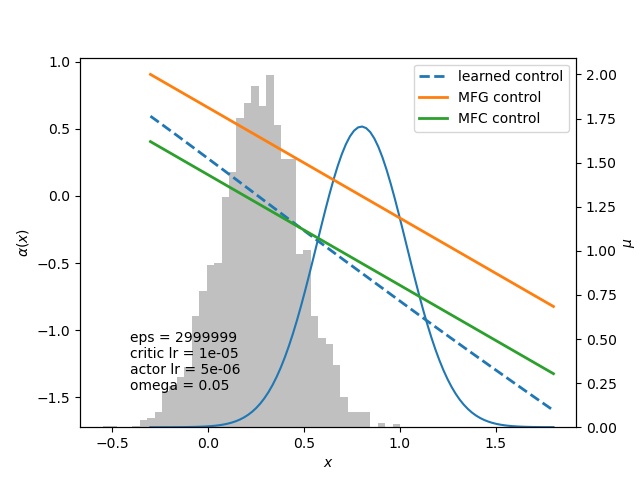 learned control
MFG control
MFC control
1.0
0.5
0.0
−0.5
−1.0
−1.5
α(x)
2.00
1.75
1.50
1.25
1.00
0.75
0.50
0.25
0.00
μ
eps = 2999999
critic lr = 1e-05
actor lr = 5e-06
omega = 0.05
−0.5 0.0 0.5 1.0 1.5
x